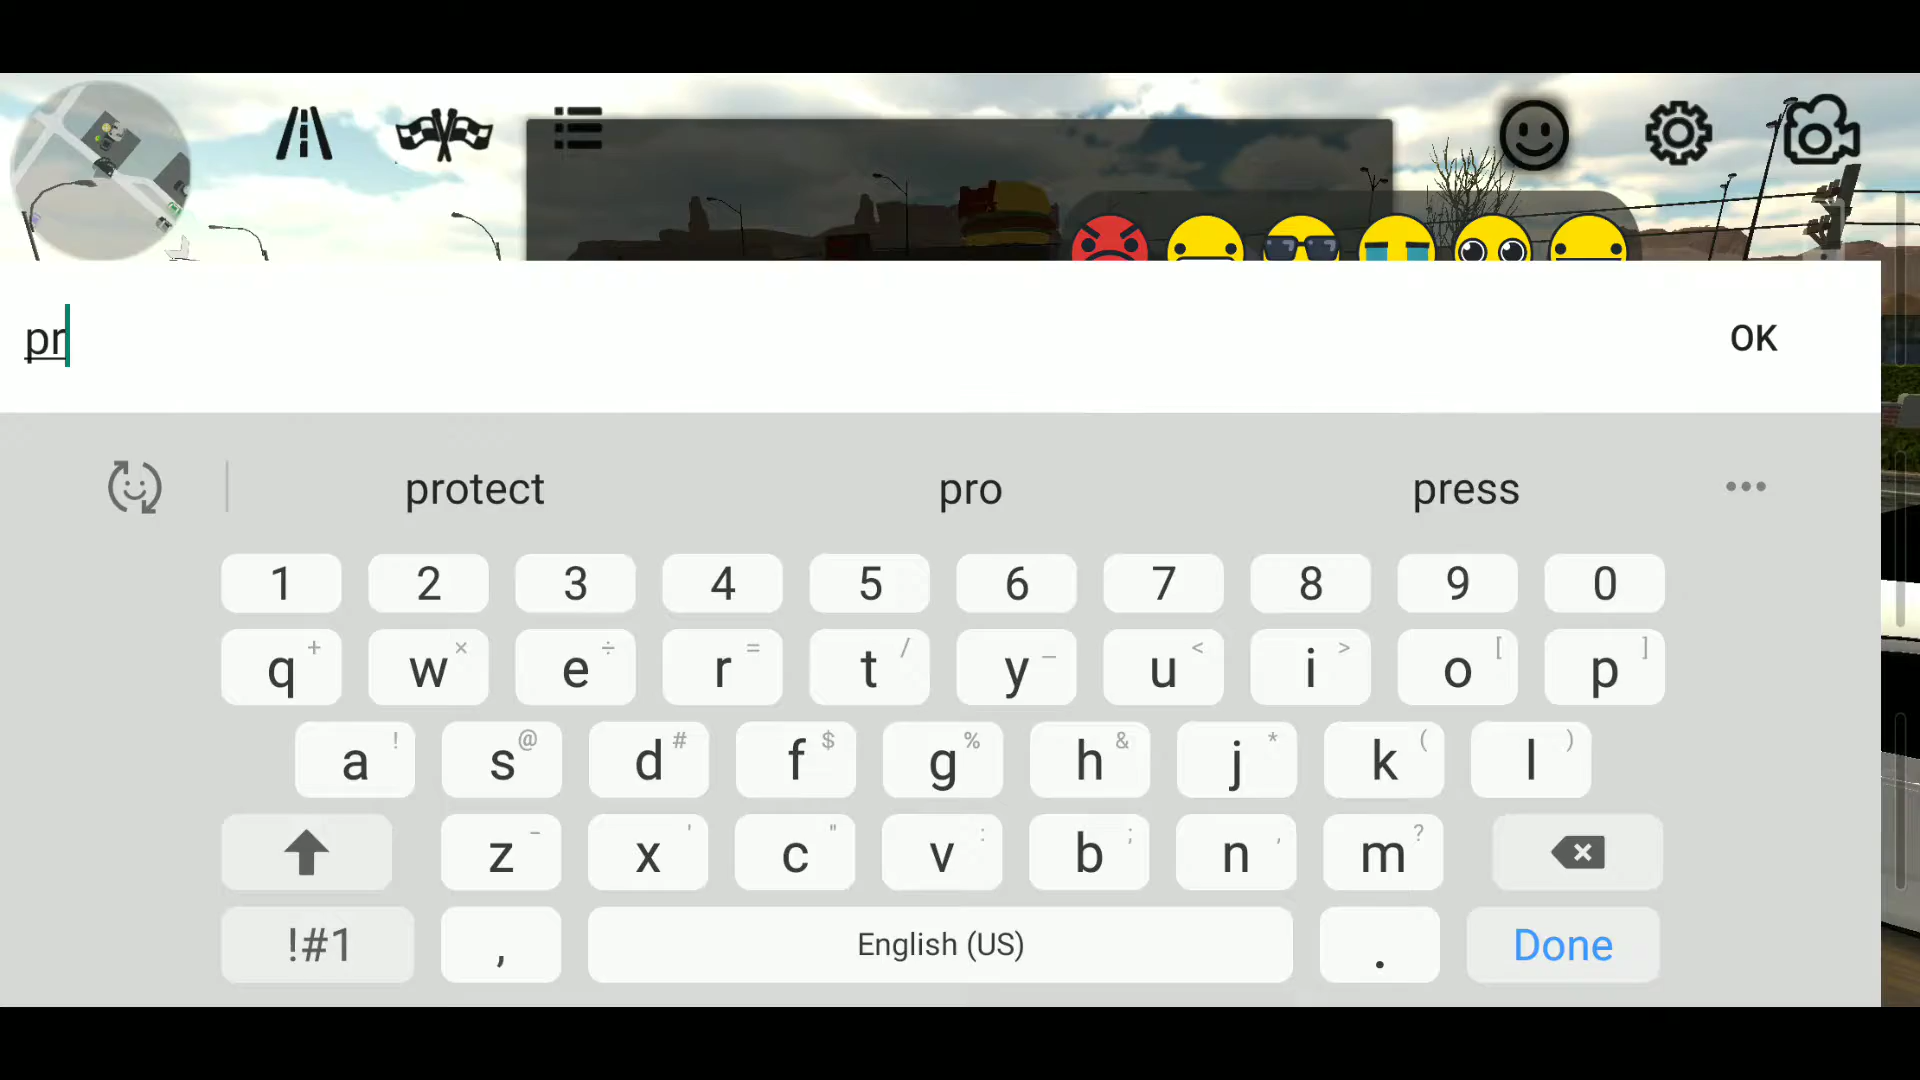 pr
OK
protect pro press •••
1 2 3 4 5 6 7 8 9 0
q + w × e ÷ r = t / y _ u < i > o [ p ]
a ! s @ d # f $ g % h & j * k ( l )
z - x ' c " v : b ; n , m ?
!#1 , English (US) . Done